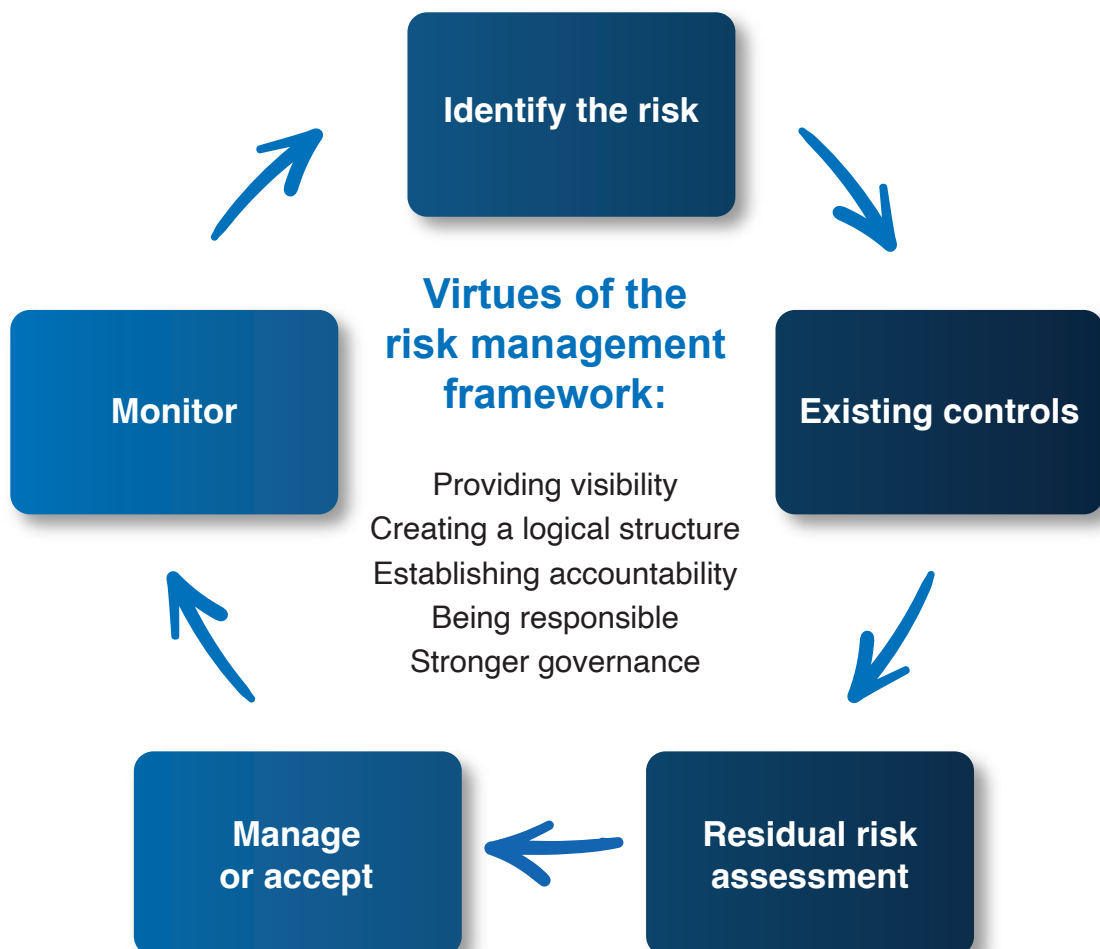 Identify the risk
Virtues of the
risk management
framework:
Monitor
Existing controls
Providing visibility
Creating a logical structure
Establishing accountability
Being responsible
Stronger governance
Manage
or accept
Residual risk
assessment